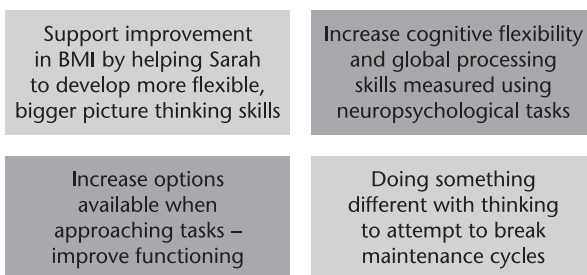 Support improvement
in BMI by helping Sarah
to develop more flexible,
bigger picture thinking skills
Increase cognitive flexibility
and global processing
skills measured using
neuropsychological tasks
Increase options
available when
approaching tasks –
improve functioning
Doing something
different with thinking
to attempt to break
maintenance cycles